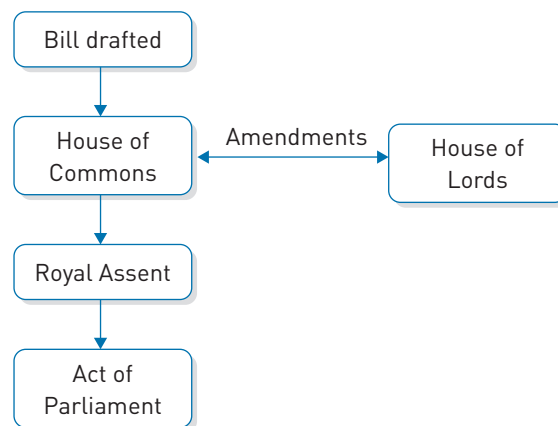 Bill drafted
House of
Commons
Amendments
House of
Lords
Royal Assent
Act of
Parliament